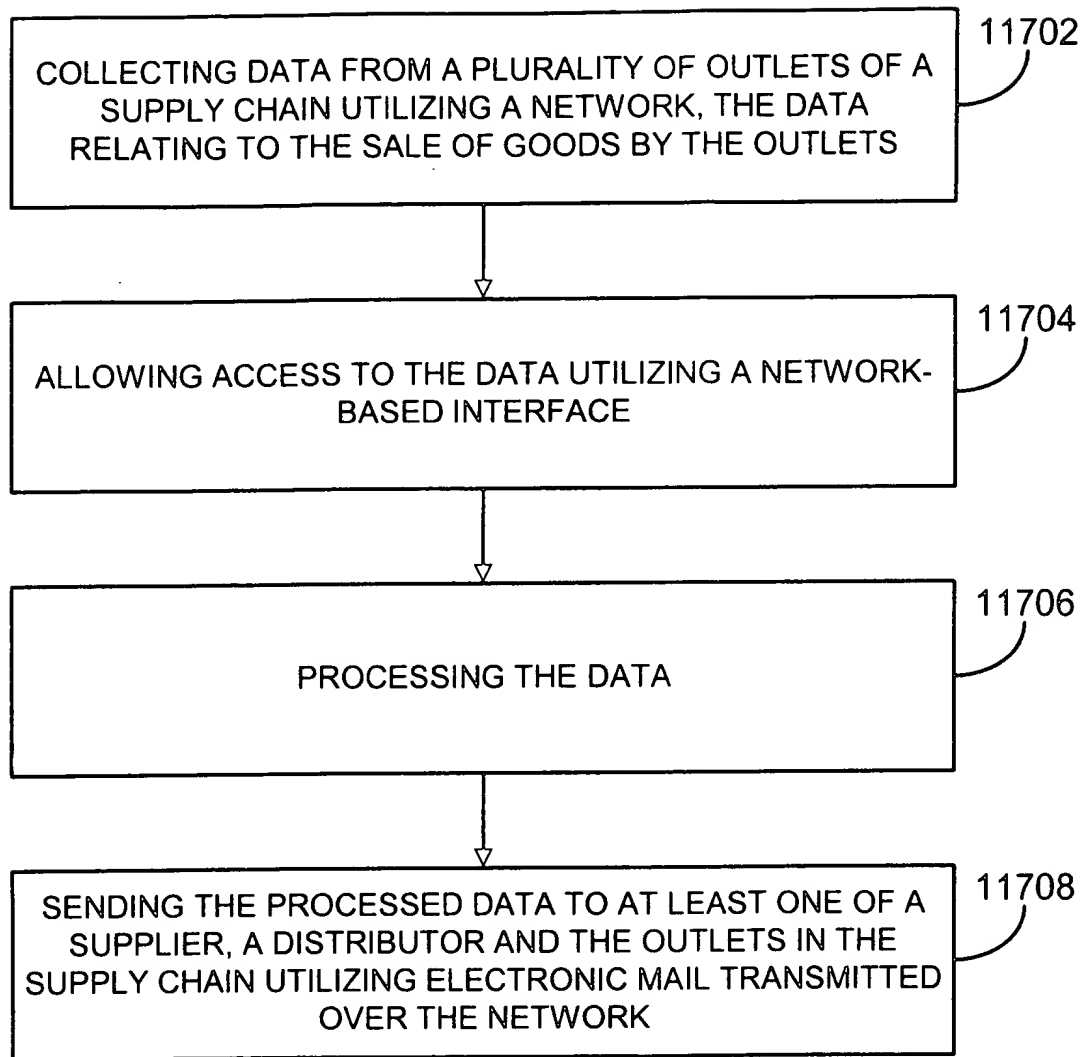 11702
COLLECTING DATA FROM A PLURALITY OF OUTLETS OF A
SUPPLY CHAIN UTILIZING A NETWORK, THE DATA
RELATING TO THE SALE OF GOODS BY THE OUTLETS
11704
ALLOWING ACCESS TO THE DATA UTILIZING A NETWORK-
BASED INTERFACE
11706
PROCESSING THE DATA
11708
SENDING THE PROCESSED DATA TO AT LEAST ONE OF A
SUPPLIER, A DISTRIBUTOR AND THE OUTLETS IN THE
SUPPLY CHAIN UTILIZING ELECTRONIC MAIL TRANSMITTED
OVER THE NETWORK